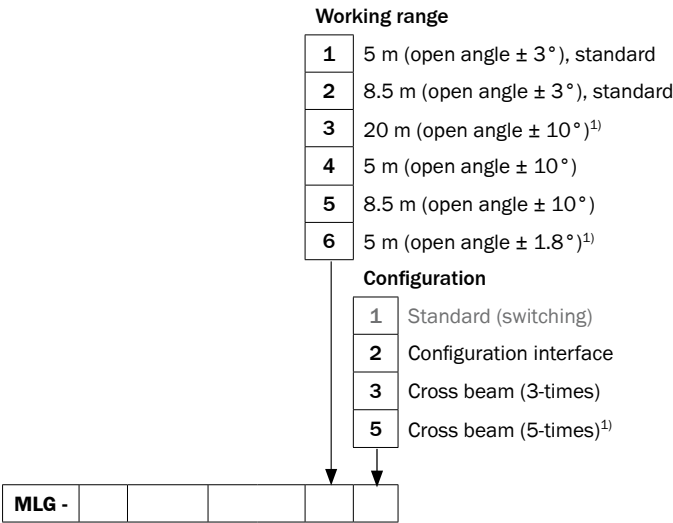 Working range
1 5 m (open angle ± 3°), standard
2 8.5 m (open angle ± 3°), standard
3 20 m (open angle ± 10°)1)
4 5 m (open angle ± 10°)
5 8.5 m (open angle ± 10°)
6 5 m (open angle ± 1.8°)1)
Configuration
1 Standard (switching)
2 Configuration interface
3 Cross beam (3-times)
5 Cross beam (5-times)1)
MLG -